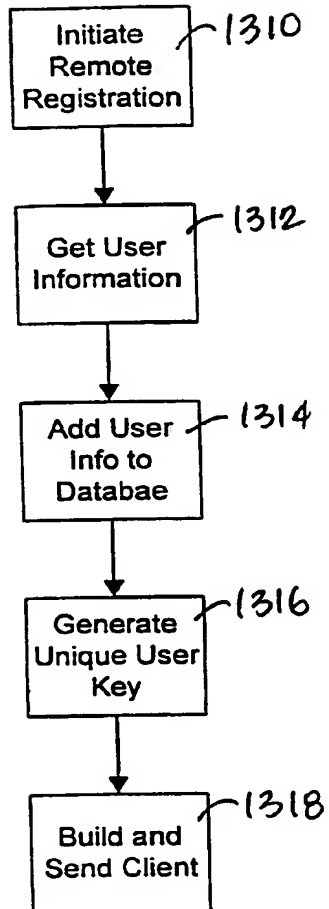 Initiate
Remote
Registration
1310
Get User
Information
1312
Add User
Info to
Databae
1314
Generate
Unique User
Key
1316
Build and
Send Client
1318